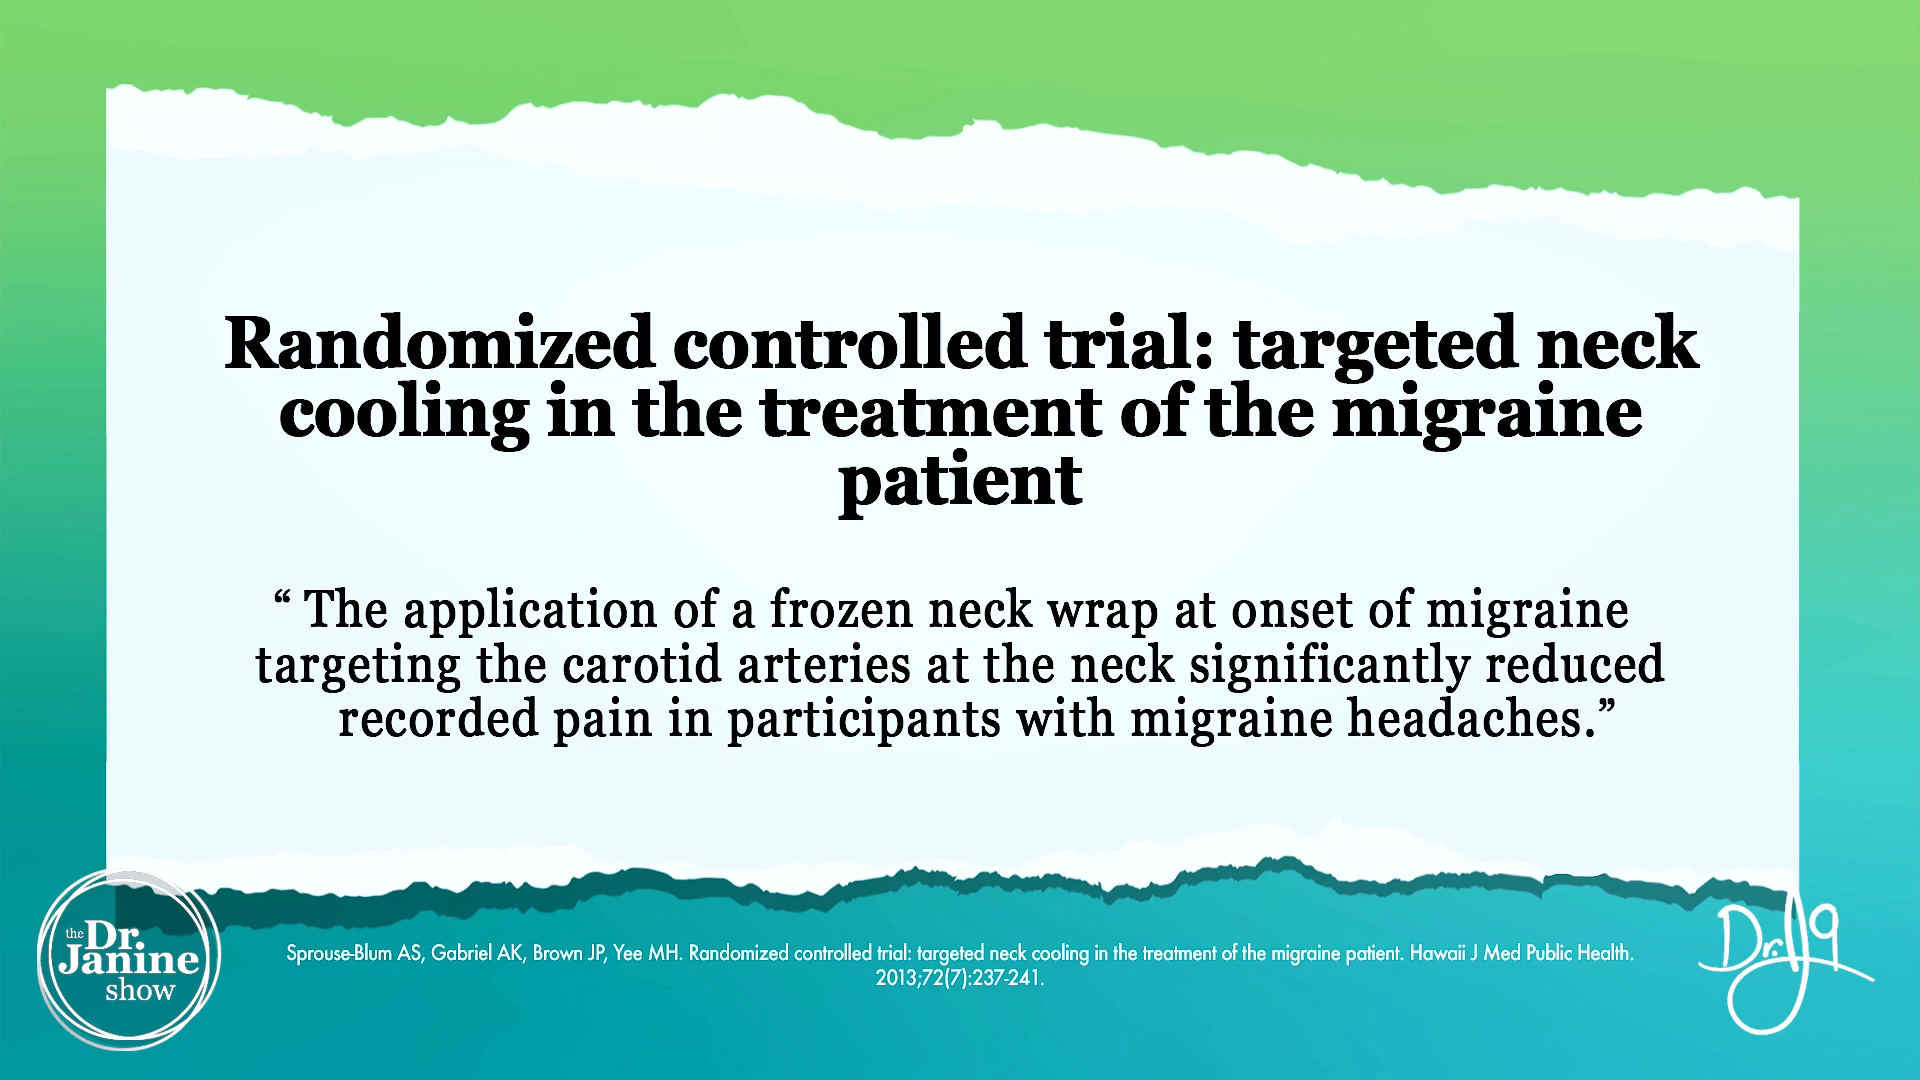 Randomized controlled trial: targeted neck
cooling in the treatment of the migraine
patient
“ The application of a frozen neck wrap at onset of migraine
targeting the carotid arteries at the neck significantly reduced
recorded pain in participants with migraine headaches.”
the Dr.
Janine
show
Sprouse-Blum AS, Gabriel AK, Brown JP, Yee MH. Randomized controlled trial: targeted neck cooling in the treatment of the migraine patient. Hawaii J Med Public Health.
2013;72(7):237-241.
Dr.J9